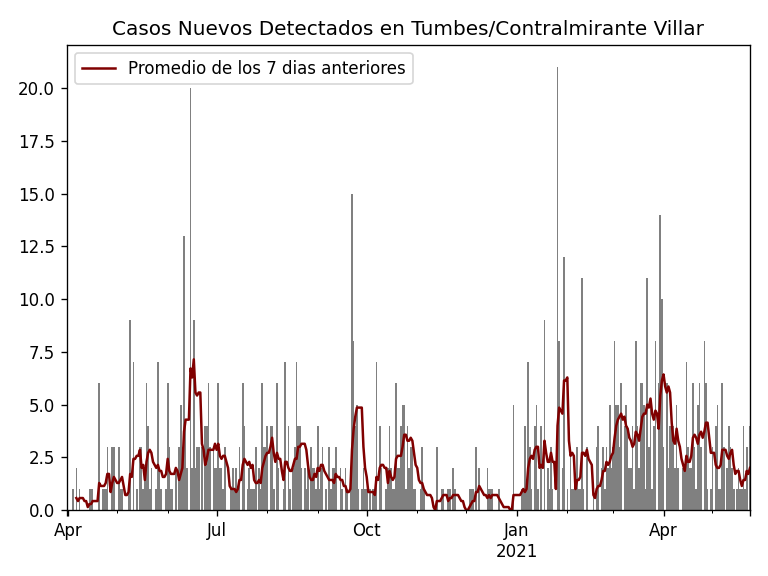 Casos Nuevos Detectados en Tumbes/Contralmirante Villar
Promedio de los 7 dias anteriores
20.0
17.5
15.0
12.5
10.0
7.5
5.0
2.5
0.0
Apr
Jul
Oct
Jan
2021
Apr